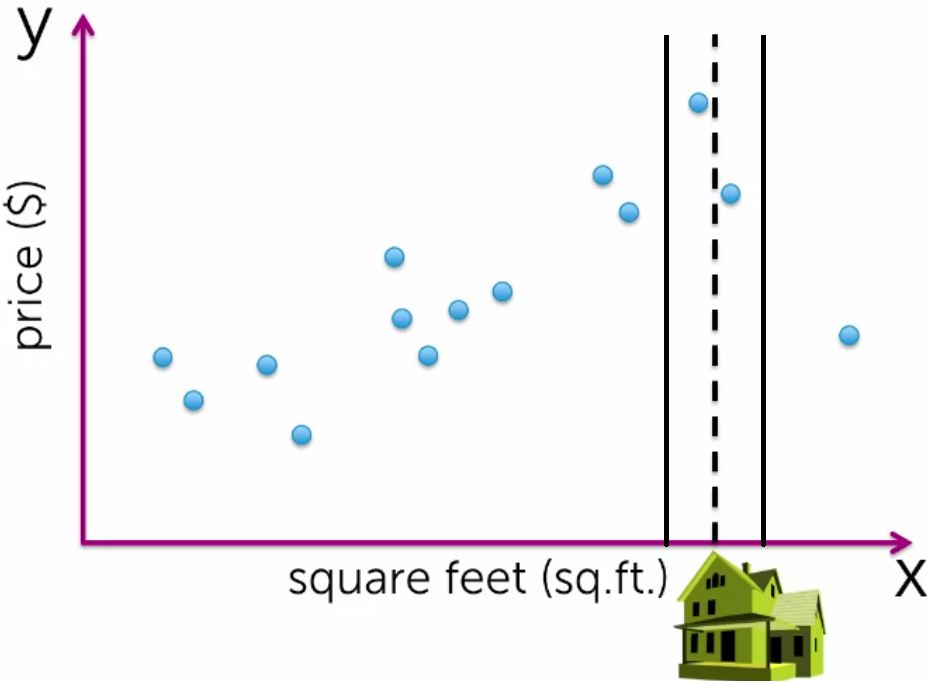 y
price ($)
square feet (sq.ft.)
x